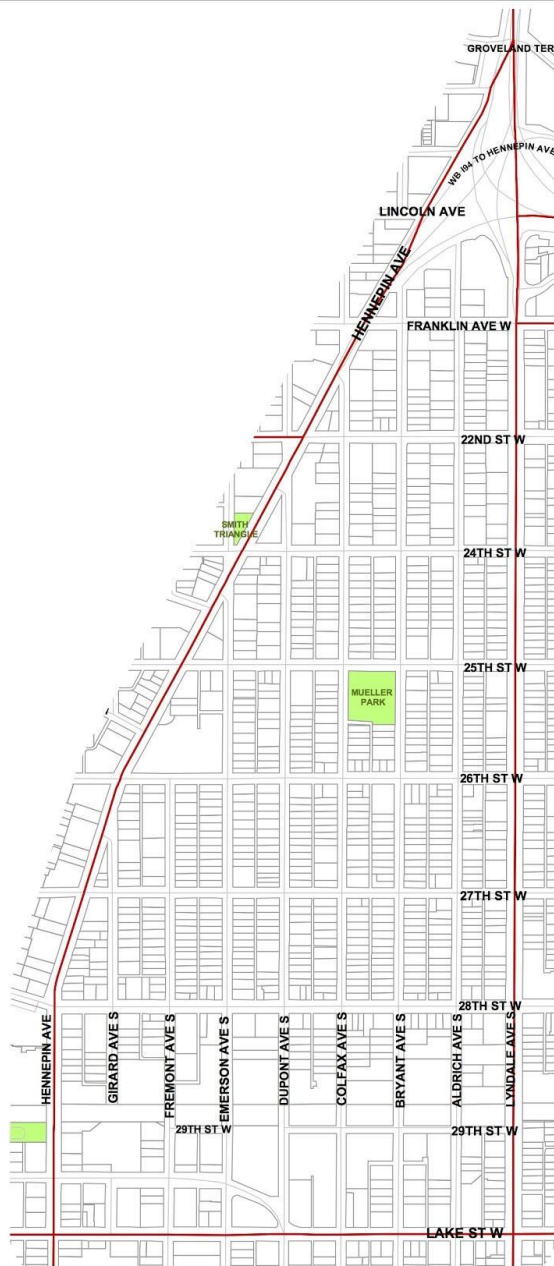 GROVELAND TER
WB I94 TO HENNEPIN AVE
LINCOLN AVE
HENNEPIN AVE
FRANKLIN AVE W
22ND ST W
SMITH
TRIANGLE
24TH ST W
25TH ST W
MUELLER
PARK
26TH ST W
27TH ST W
28TH ST W
HENNEPIN AVE
GIRARD AVE S
FREMONT AVE S
EMERSON AVE S
DUPONT AVE S
COLFAX AVE S
BRYANT AVE S
ALDRICH AVE S
LYNDALE AVE S
29TH ST W
29TH ST W
LAKE ST W